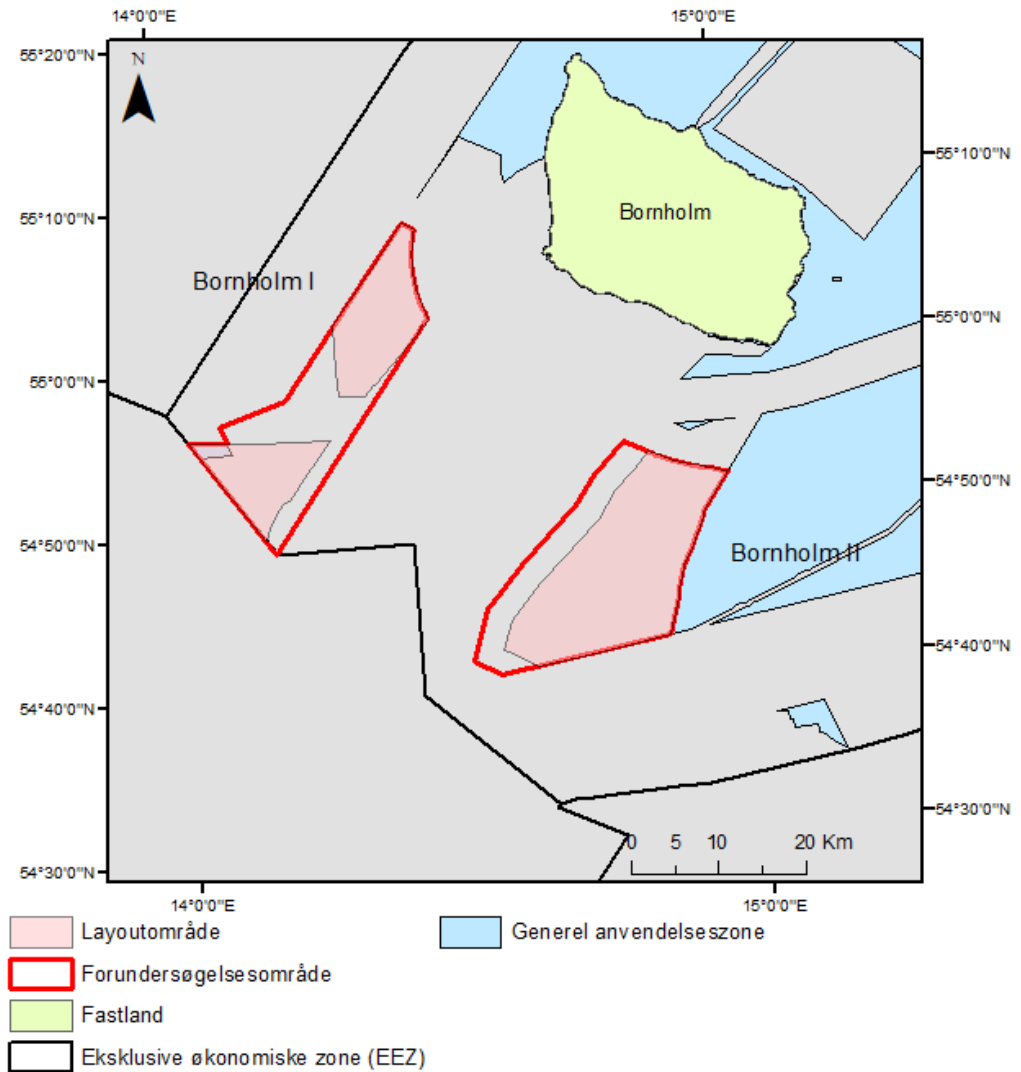 14°0'0"E 15°0'0"E
55°20'0"N
N
55°10'0"N
Bornholm
55°10'0"N
Bornholm I
55°0'0"N
55°0'0"N
54°50'0"N
Bornholm II
54°50'0"N
54°40'0"N
54°40'0"N
54°30'0"N
0 5 10 20 Km
54°30'0"N
14°0'0"E 15°0'0"E
Layoutområde Generel anvendelseszone
Forundersøgelsesområde
Fastland
Eksklusive økonomiske zone (EEZ)